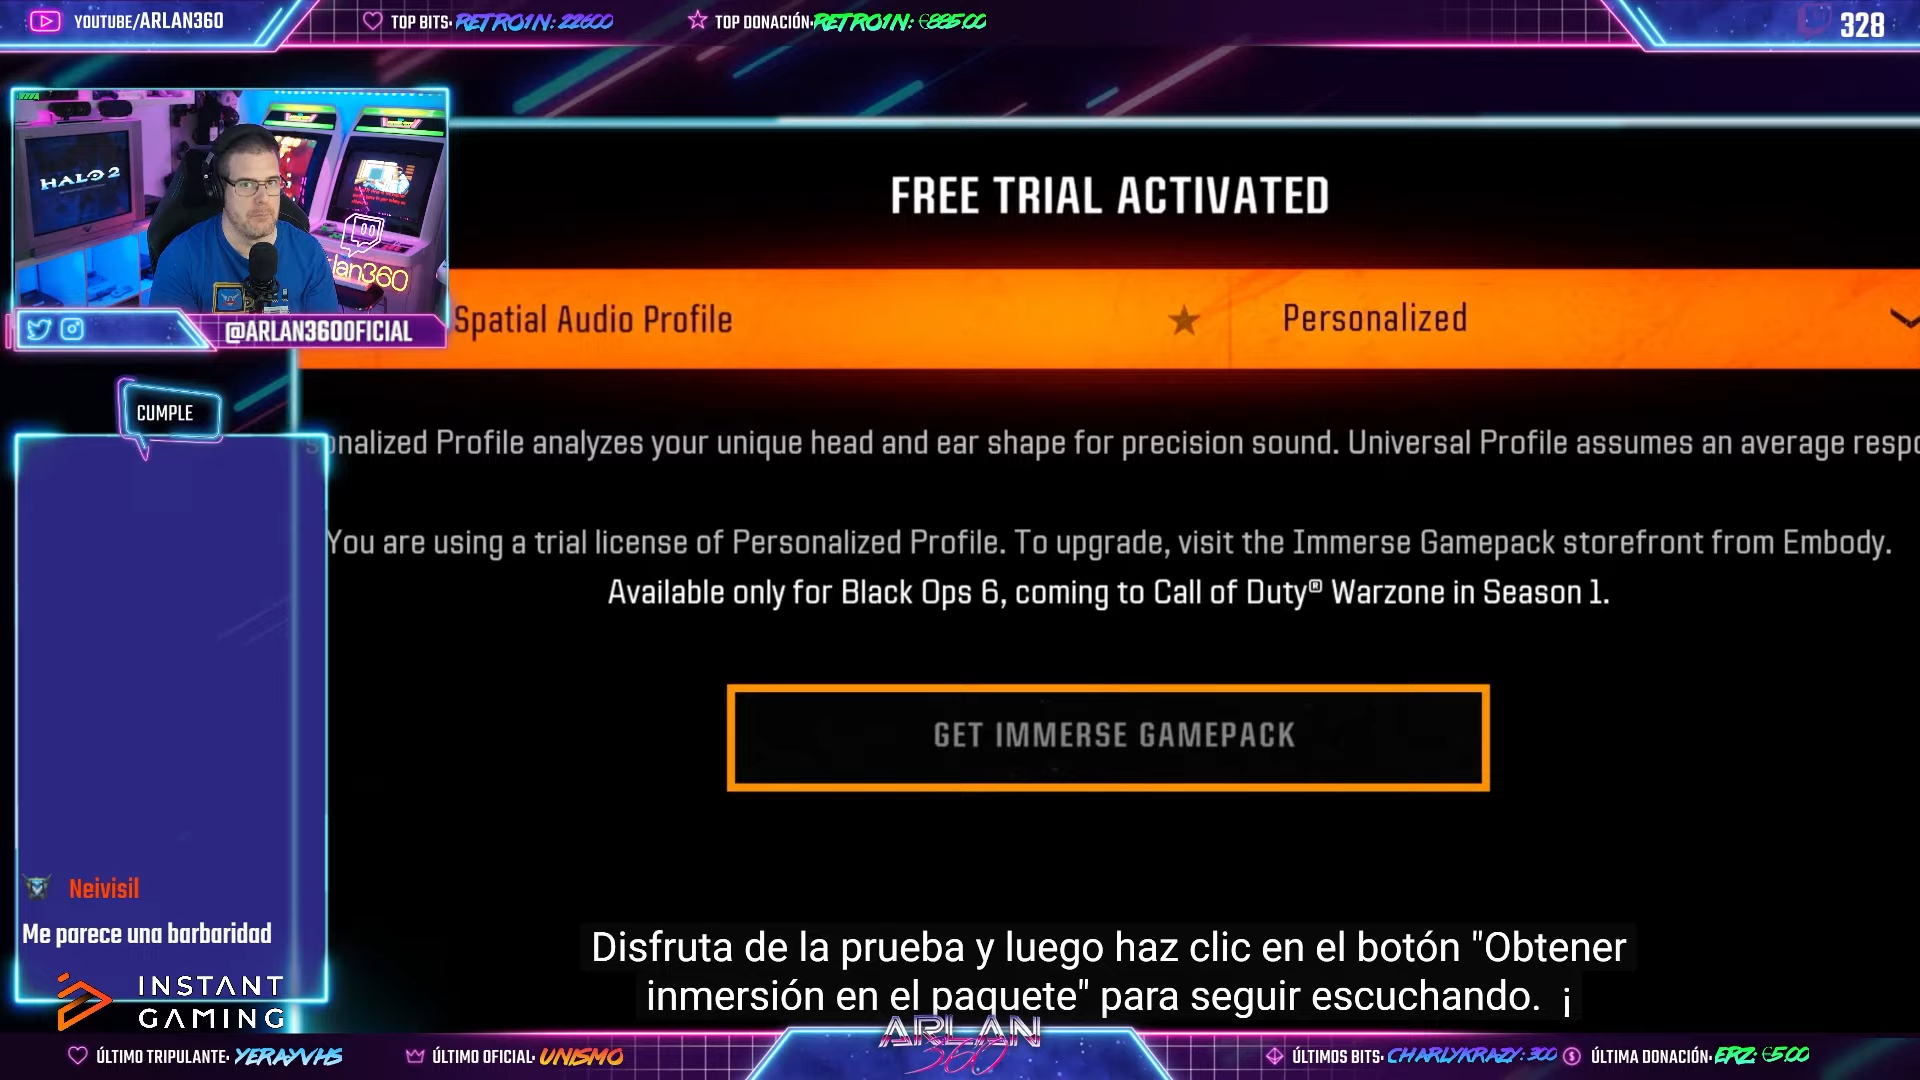 YOUTUBE/ARLAN360
TOP BITS: RETRO1N: 22600
TOP DONACIÓN: RETRO1N: €885.00
328
HALO 2
lan360
@ARLAN360OFICIAL
FREE TRIAL ACTIVATED
Spatial Audio Profile
Personalized
CUMPLE
sonalized Profile analyzes your unique head and ear shape for precision sound. Universal Profile assumes an average respo
You are using a trial license of Personalized Profile. To upgrade, visit the Immerse Gamepack storefront from Embody.
Available only for Black Ops 6, coming to Call of Duty® Warzone in Season 1.
GET IMMERSE GAMEPACK
Neivisil
Me parece una barbaridad
Disfruta de la prueba y luego haz clic en el botón "Obtener
inmersión en el paquete" para seguir escuchando. ¡
INSTANT
GAMING
ARLAN
360
ÚLTIMO TRIPULANTE: YERAYVHS
ÚLTIMO OFICIAL: UNISMO
ÚLTIMOS BITS: CHARLYKRAZY: 300
ÚLTIMA DONACIÓN: ERZ: €5.00